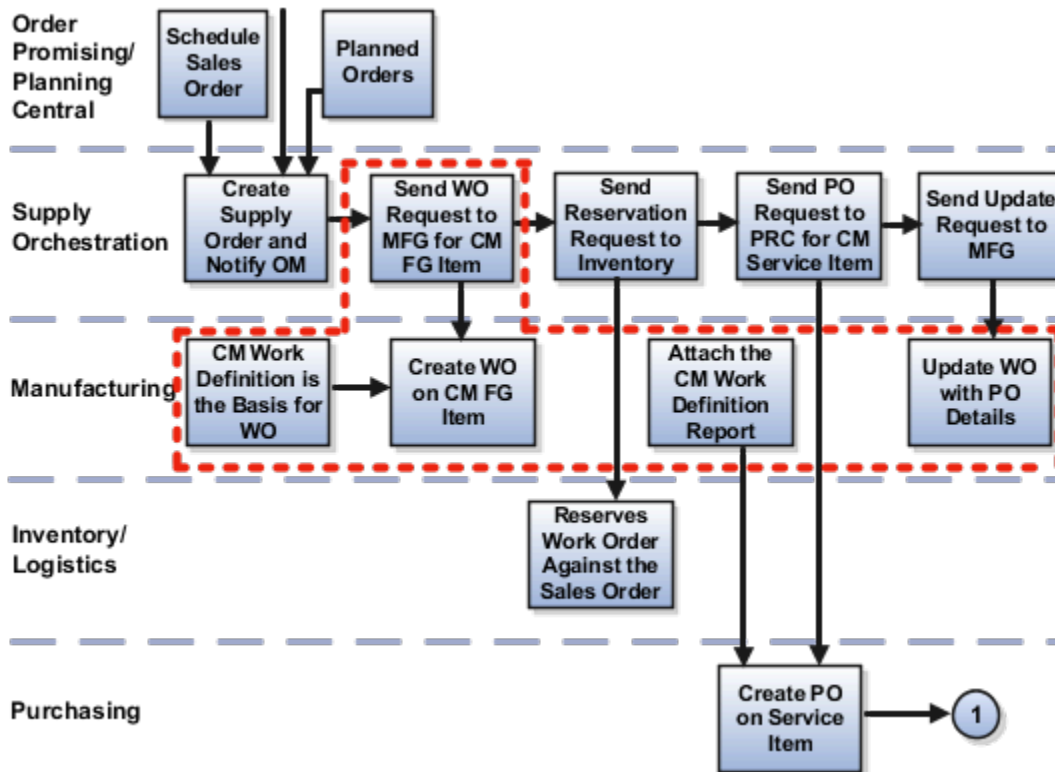 Order
Promising/
Planning
Central
Schedule
Sales
Order
Planned
Orders
Supply
Orchestration
Create
Supply
Order and
Notify OM
Send WO
Request to
MFG for CM
FG Item
Send
Reservation
Request to
Inventory
Send PO
Request to
PRC for CM
Service Item
Send Update
Request to
MFG
Manufacturing
CM Work
Definition is
the Basis for
WO
Create WO
on CM FG
Item
Attach the
CM Work
Definition
Report
Update WO
with PO
Details
Inventory/
Logistics
Reserves
Work Order
Against the
Sales Order
Purchasing
Create PO
on Service
Item
1